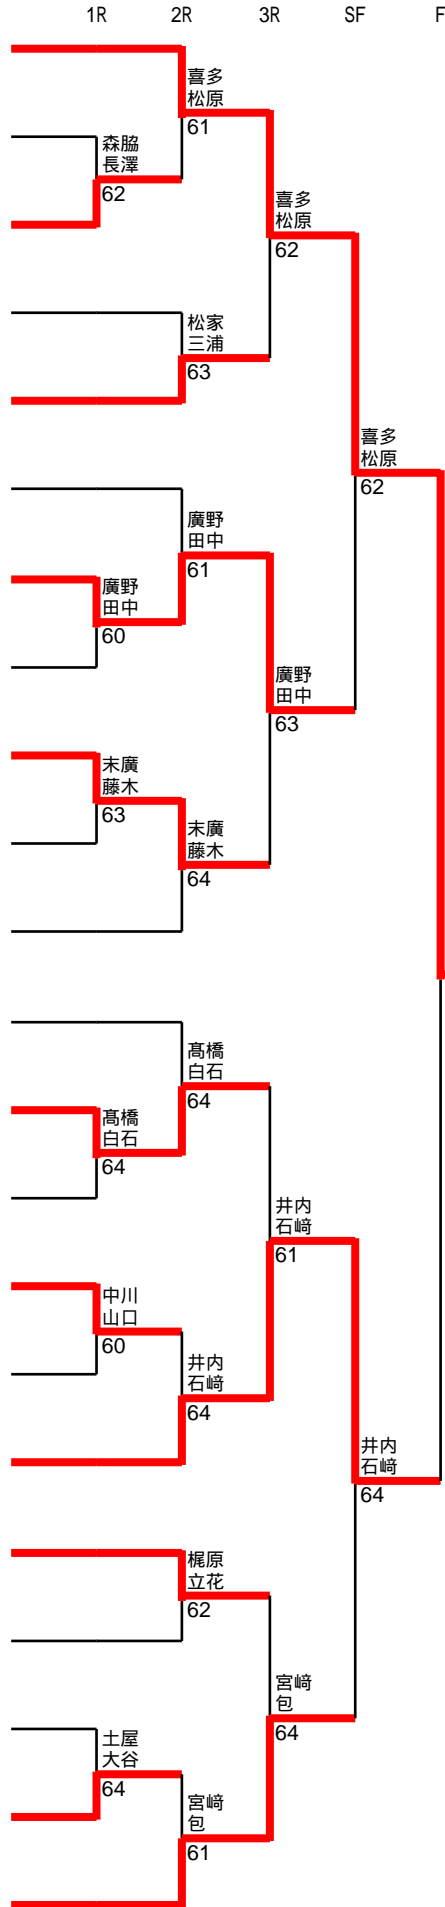 1R 2R 3R SF F
喜多
松原
61
森脇
長澤
62
喜多
松原
62
松家
三浦
63
喜多
松原
62
廣野
田中
61
廣野
田中
60
廣野
田中
63
末廣
藤木
63
末廣
藤木
64
髙橋
白石
64
髙橋
白石
64
井内
石﨑
61
中川
山口
60
井内
石﨑
64
井内
石﨑
64
梶原
立花
62
宮﨑
包
64
土屋
大谷
64
宮﨑
包
61